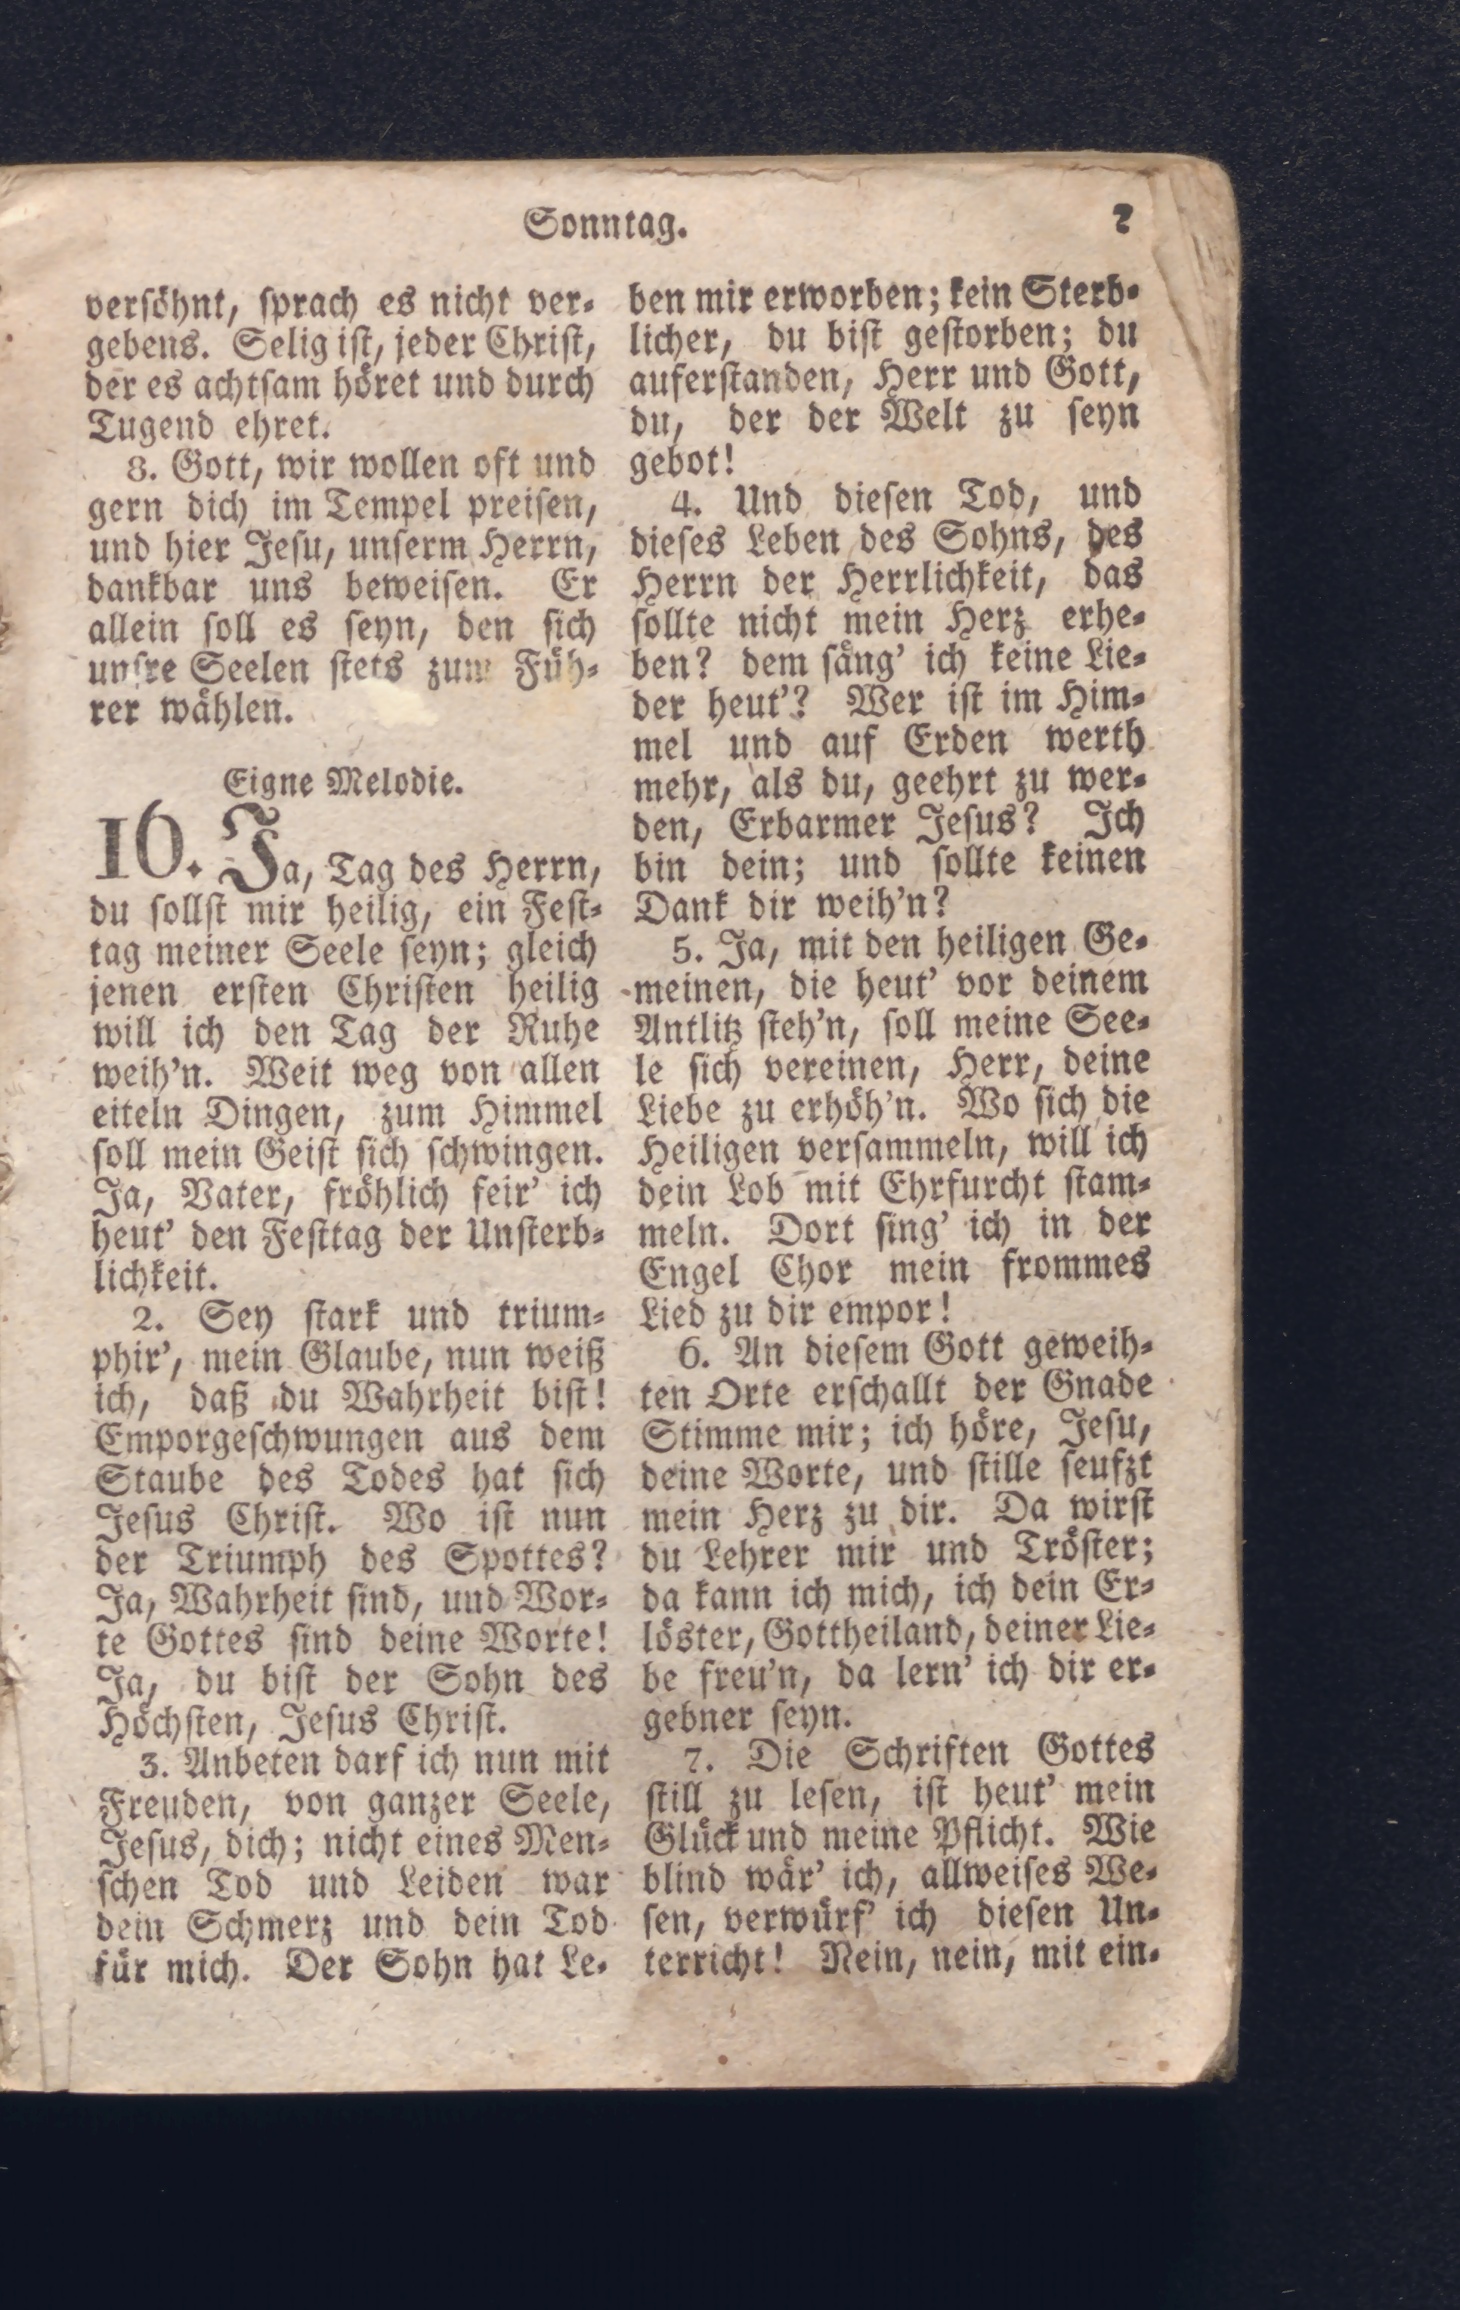 Sonntag.
7
versöhnt, sprach es nicht ver-
gebens. Selig ist, jeder Christ,
der es achtsam höret und durch
Tugend ehret.
8. Gott, wir wollen oft und
gern dich im Tempel preisen,
und hier Jesu, unserm Herrn,
dankbar uns beweisen. Er
allein soll es seyn, den sich
unsre Seelen stets zum Füh-
rer wählen.
Eigne Melodie.
10. Ja, Tag des Herrn,
du sollst mir heilig, ein Fest-
tag meiner Seele seyn; gleich
jenen ersten Christen heilig
will ich den Tag der Ruhe
weih'n. Weit weg von allen
eiteln Dingen, zum Himmel
soll mein Geist sich schwingen.
Ja, Vater, fröhlich feir' ich
heut' den Festtag der Unsterb-
lichkeit.
2. Sey stark und trium-
phir', mein Glaube, nun weiß
ich, daß du Wahrheit bist!
Emporgeschwungen aus dem
Staube des Todes hat sich
Jesus Christ. Wo ist nun
der Triumph des Spottes?
Ja, Wahrheit sind, und Wor-
te Gottes sind deine Worte!
Ja, du bist der Sohn des
Höchsten, Jesus Christ.
3. Anbeten darf ich nun mit
Freuden, von ganzer Seele,
Jesus, dich; nicht eines Men-
schen Tod und Leiden war
dein Schmerz und dein Tod
für mich. Der Sohn hat Le-
ben mir erworben; kein Sterb-
licher, du bist gestorben; du
auferstanden, Herr und Gott,
du, der der Welt zu seyn
gebot!
4. Und diesen Tod, und
dieses Leben des Sohns, des
Herrn der Herrlichkeit, das
sollte nicht mein Herz erhe-
ben? dem säng' ich keine Lie-
der heut'? Wer ist im Him-
mel und auf Erden werth
mehr, als du, geehrt zu wer-
den, Erbarmer Jesus? Ich
bin dein; und sollte keinen
Dank dir weih'n?
5. Ja, mit den heiligen Ge-
meinen, die heut' vor deinem
Antlitz steh'n, soll meine See-
le sich vereinen, Herr, deine
Liebe zu erhöh'n. Wo sich die
Heiligen versammeln, will ich
dein Lob mit Ehrfurcht stam-
meln. Dort sing' ich in der
Engel Chor mein frommes
Lied zu dir empor!
6. An diesem Gott geweih-
ten Orte erschallt der Gnade
Stimme mir; ich höre, Jesu,
deine Worte, und stille seufzt
mein Herz zu dir. Da wirst
du Lehrer mir und Tröster;
da kann ich mich, ich dein Er-
löster, Gottheiland, deiner Lie-
be freu'n, da lern' ich dir er-
gebner seyn.
7. Die Schriften Gottes
still zu lesen, ist heut' mein
Glück und meine Pflicht. Wie
blind wär' ich, allweises We-
sen, verwürf' ich diesen Un-
terricht! Nein, nein, mit ein-